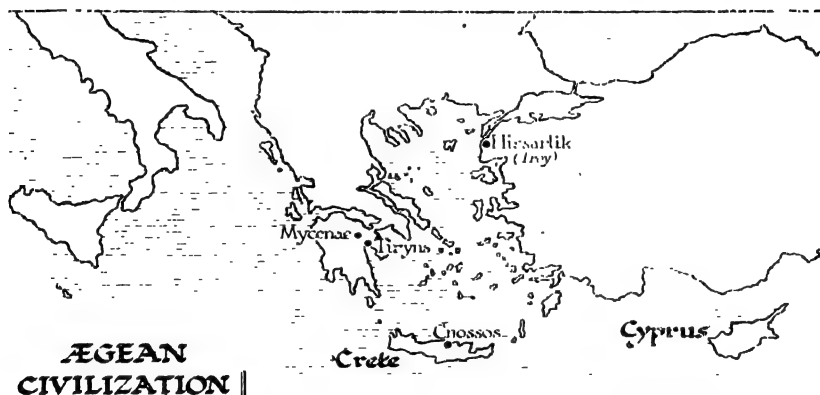 Hissarlik
(Troy)
Mycenae
Tiryns
Cnossos
Crete
Cyprus
ÆGEAN
CIVILIZATION